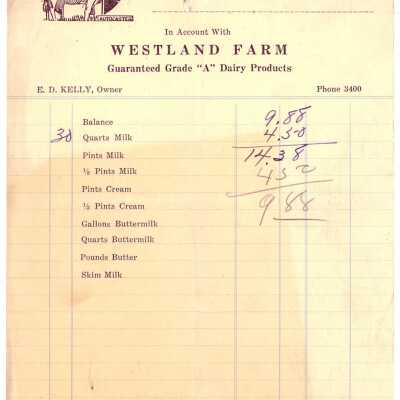 AUTOCASTER
In Account With
WESTLAND FARM
Guaranteed Grade "A" Dairy Products
E. D. KELLY, Owner Phone 3400
Balance 9.88
30 Quarts Milk 4.50
Pints Milk 14.38
½ Pints Milk 450
Pints Cream
½ Pints Cream 9 88
Gallons Buttermilk
Quarts Buttermilk
Pounds Butter
Skim Milk